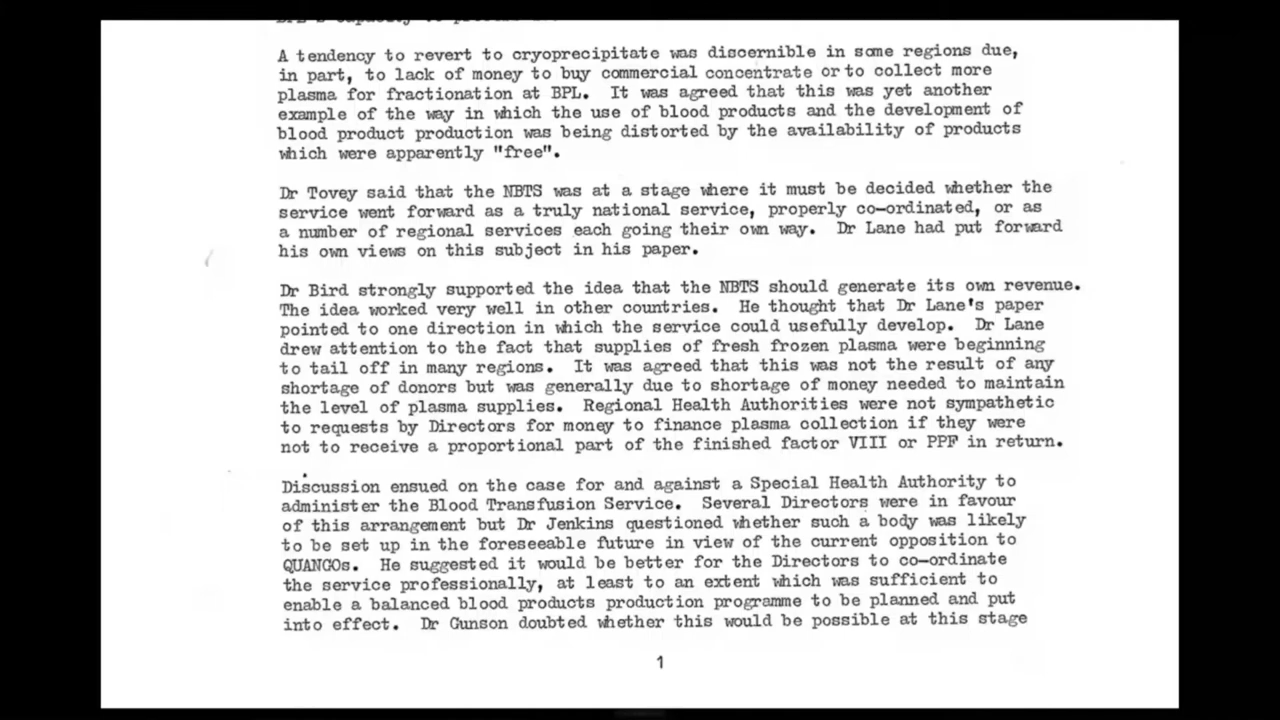 A tendency to revert to cryoprecipitate was discernible in some regions due,
in part, to lack of money to buy commercial concentrate or to collect more
plasma for fractionation at BPL. It was agreed that this was yet another
example of the way in which the use of blood products and the development of
blood product production was being distorted by the availability of products
which were apparently "free".
Dr Tovey said that the NBTS was at a stage where it must be decided whether the
service went forward as a truly national service, properly co-ordinated, or as
a number of regional services each going their own way. Dr Lane had put forward
his own views on this subject in his paper.
Dr Bird strongly supported the idea that the NBTS should generate its own revenue.
The idea worked very well in other countries. He thought that Dr Lane's paper
pointed to one direction in which the service could usefully develop. Dr Lane
drew attention to the fact that supplies of fresh frozen plasma were beginning
to tail off in many regions. It was agreed that this was not the result of any
shortage of donors but was generally due to shortage of money needed to maintain
the level of plasma supplies. Regional Health Authorities were not sympathetic
to requests by Directors for money to finance plasma collection if they were
not to receive a proportional part of the finished factor VIII or PPF in return.
Discussion ensued on the case for and against a Special Health Authority to
administer the Blood Transfusion Service. Several Directors were in favour
of this arrangement but Dr Jenkins questioned whether such a body was likely
to be set up in the foreseeable future in view of the current opposition to
QUANGOs. He suggested it would be better for the Directors to co-ordinate
the service professionally, at least to an extent which was sufficient to
enable a balanced blood products production programme to be planned and put
into effect. Dr Gunson doubted whether this would be possible at this stage
1